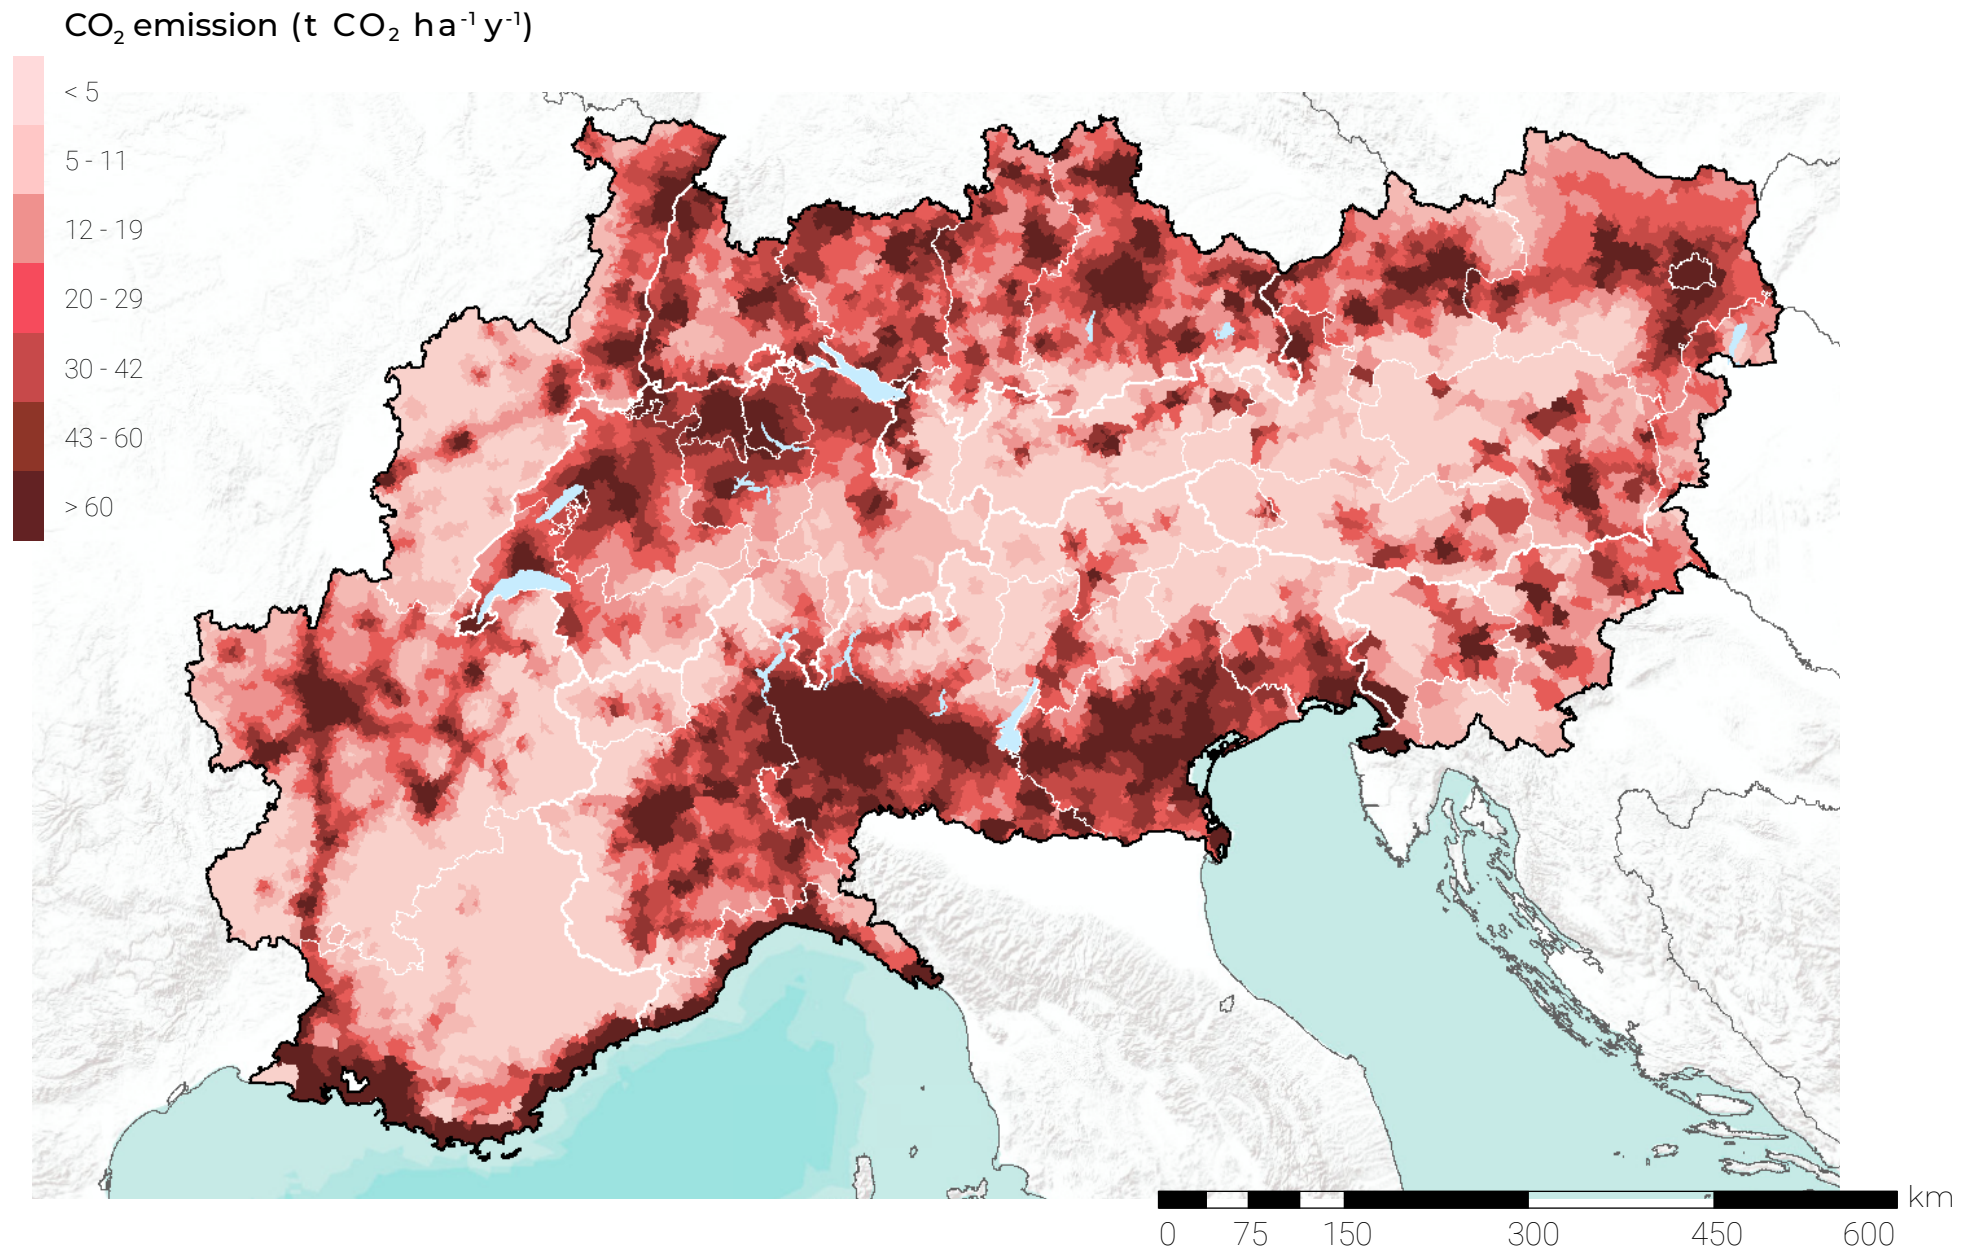 CO₂ emission (t CO₂ ha⁻¹ y⁻¹)
< 5
5 - 11
12 - 19
20 - 29
30 - 42
43 - 60
> 60
km
0 75 150 300 450 600